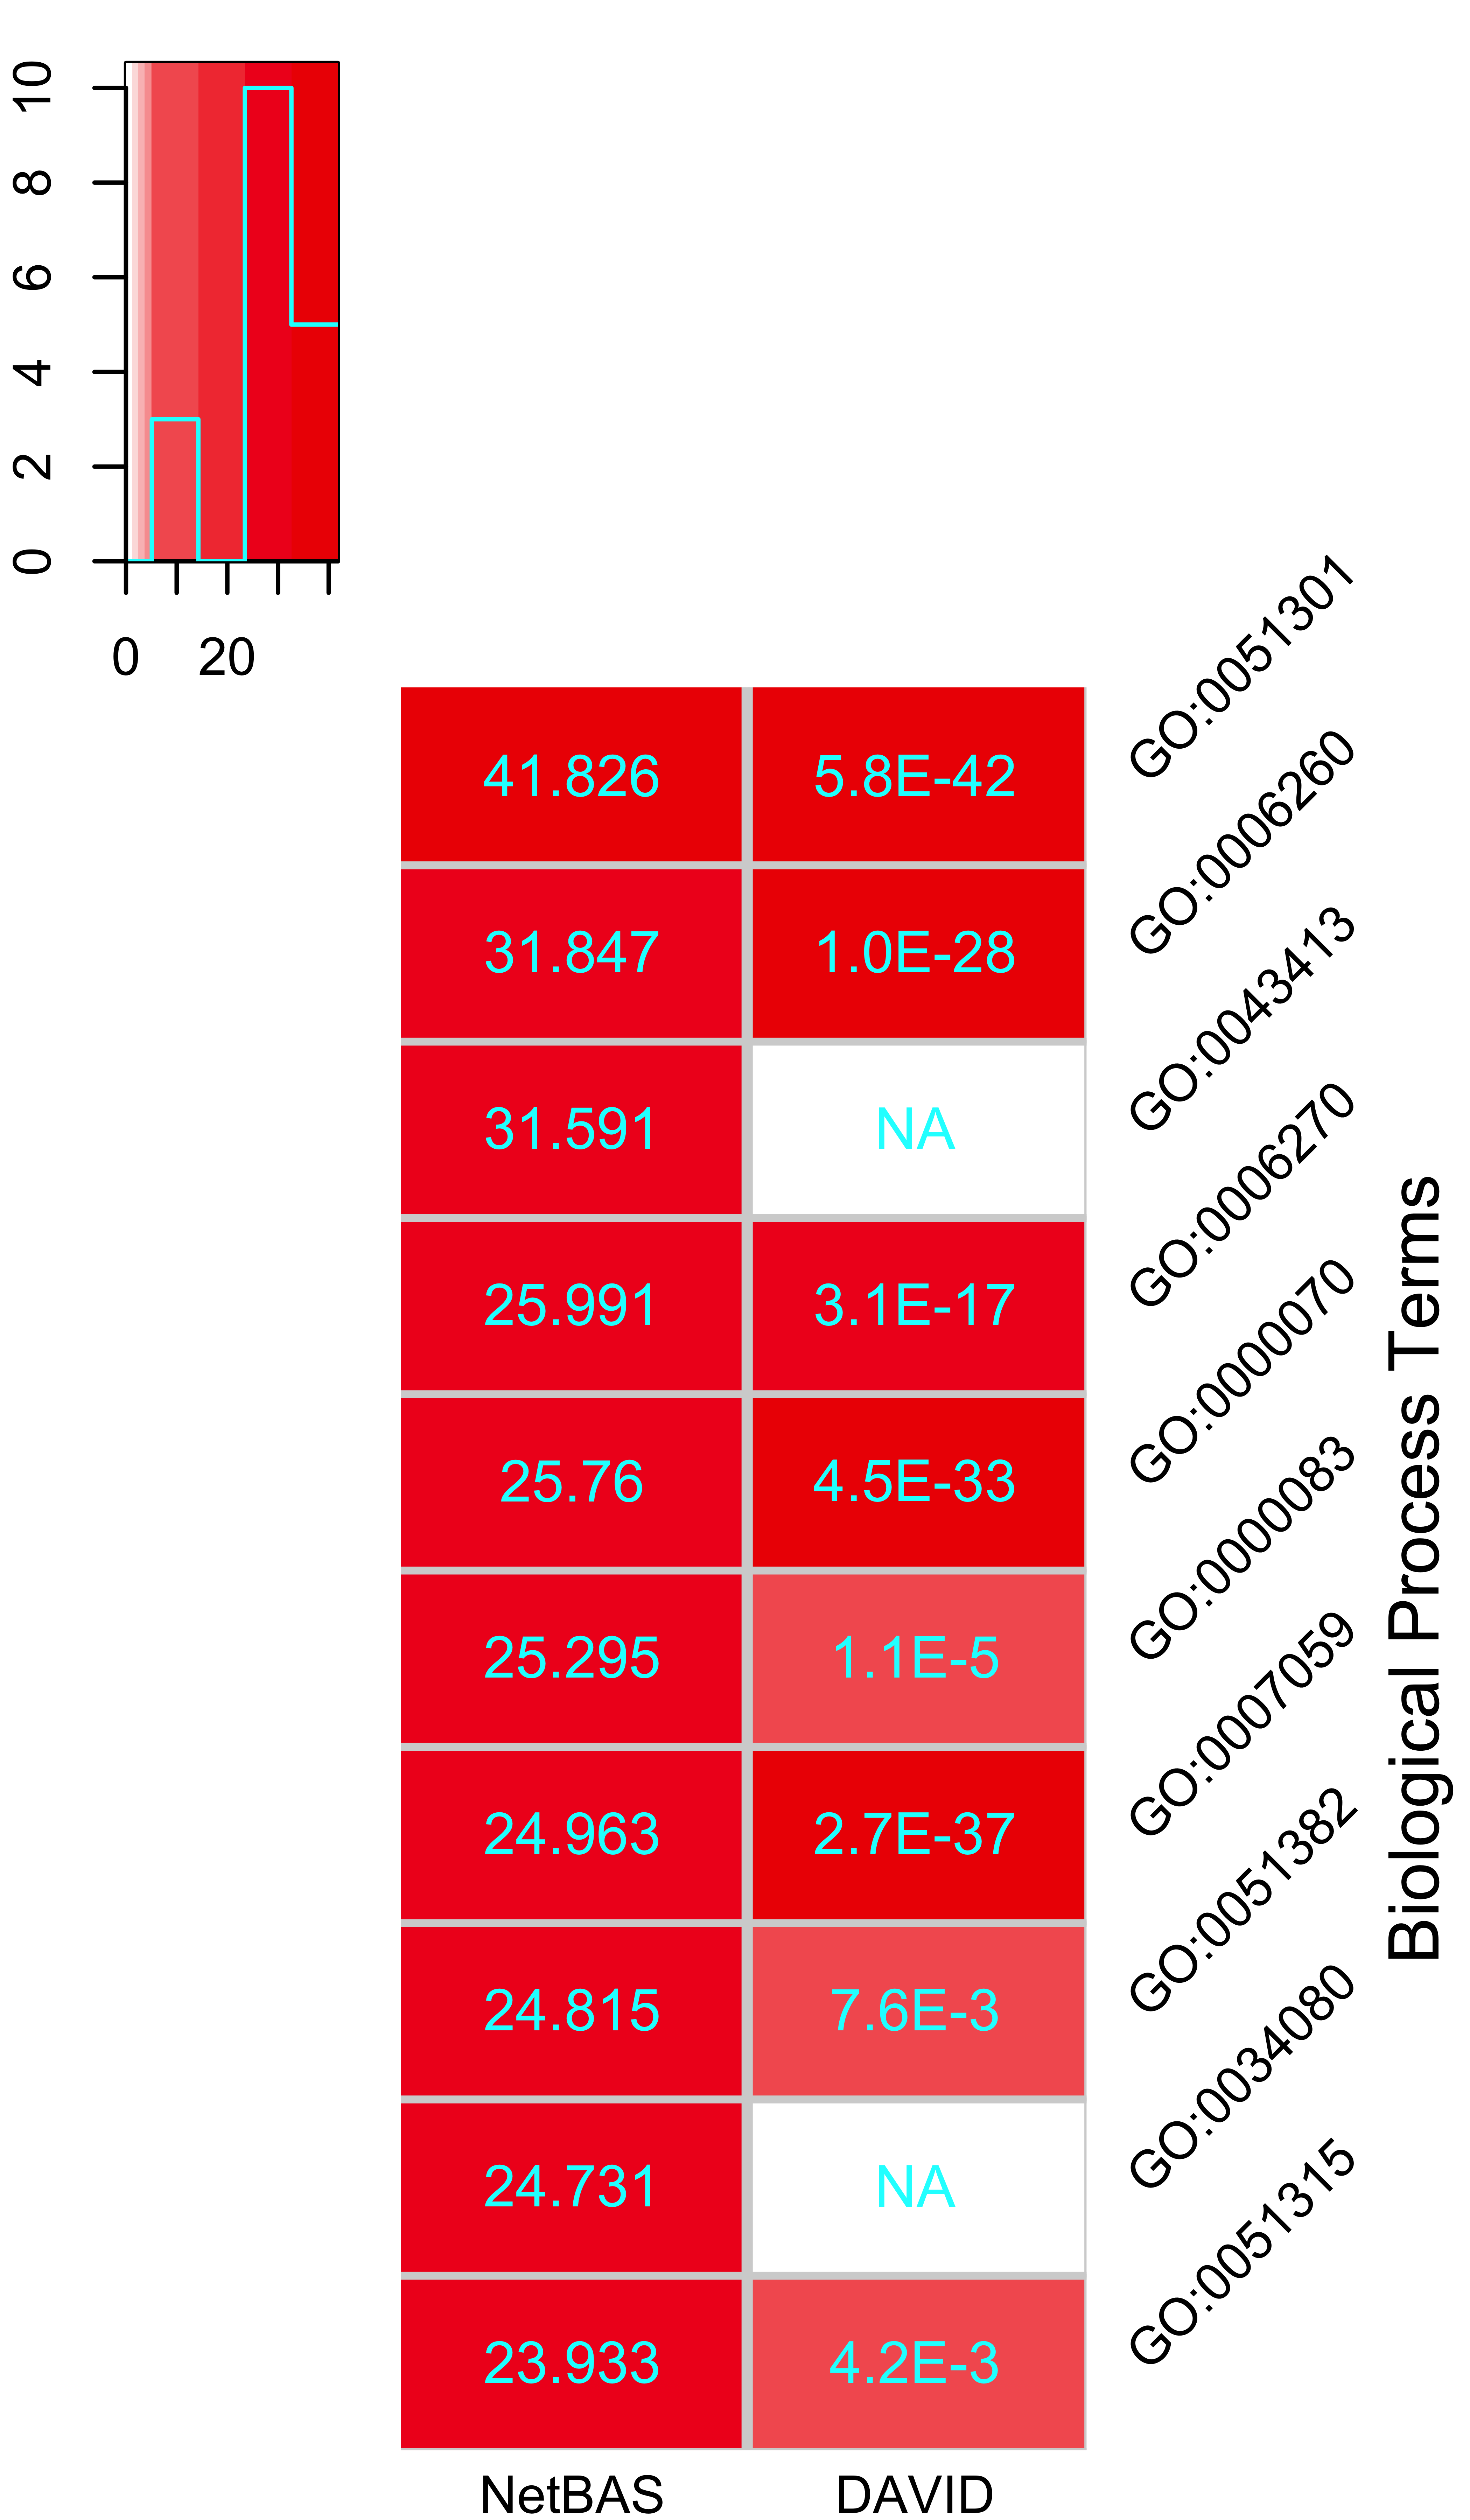 10
8
6
4
2
0
0 20
41.826 5.8E-42 GO:0051301
31.847 1.0E-28 GO:0006260
31.591 NA GO:0043413
25.991 3.1E-17 GO:0006270
25.76 4.5E-33 GO:0000070
25.295 1.1E-5 GO:0000083
24.963 2.7E-37 GO:0007059
24.815 7.6E-3 GO:0051382
24.731 NA GO:0034080
23.933 4.2E-3 GO:0051315
NetBAS DAVID
Biological Process Terms